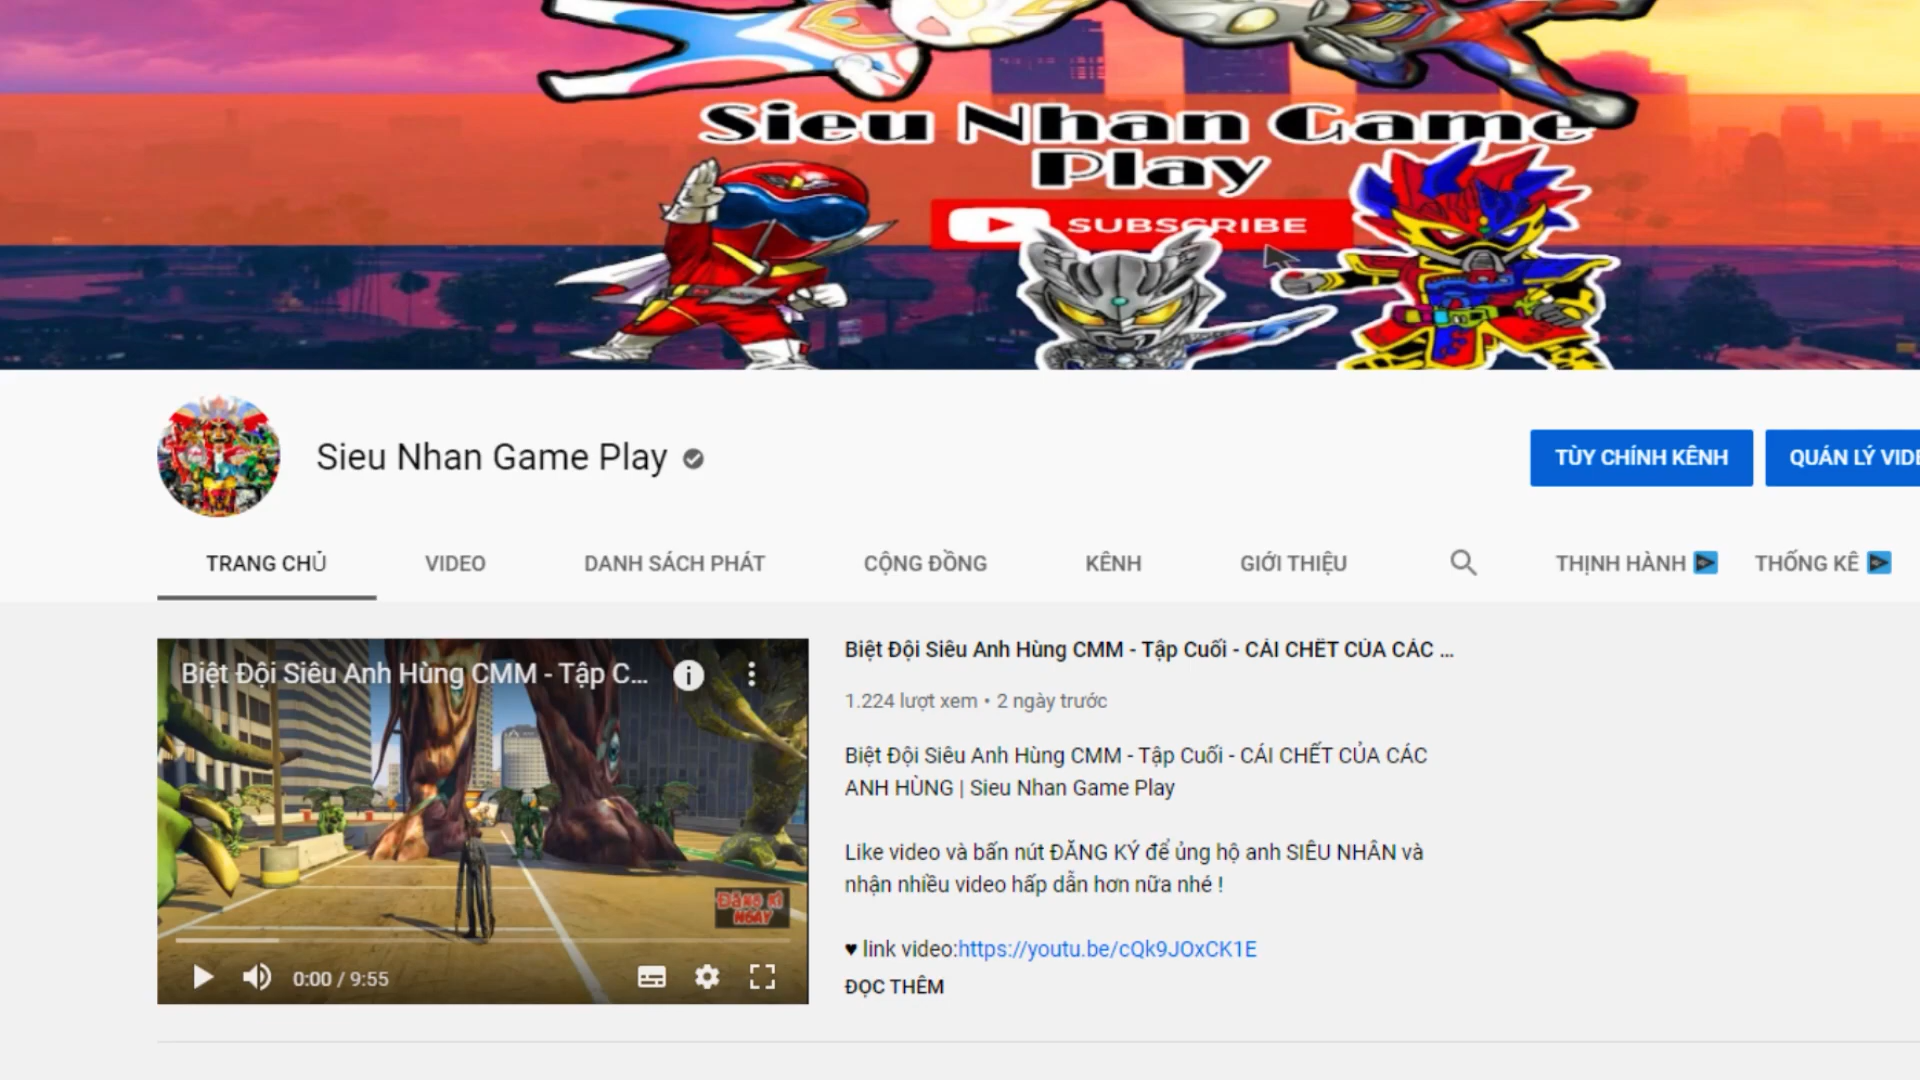 Sieu Nhan Game
Play
SUBSCRIBE
Sieu Nhan Game Play
TÙY CHỈNH KÊNH
QUẢN LÝ VIDE
TRANG CHỦ
VIDEO
DANH SÁCH PHÁT
CỘNG ĐỒNG
KÊNH
GIỚI THIỆU
THỊNH HÀNH
THỐNG KÊ
Biệt Đội Siêu Anh Hùng CMM - Tập C...
ĐĂNG KÍ
NGAY
0:00 / 9:55
Biệt Đội Siêu Anh Hùng CMM - Tập Cuối - CÁI CHẾT CỦA CÁC ...
1.224 lượt xem • 2 ngày trước
Biệt Đội Siêu Anh Hùng CMM - Tập Cuối - CÁI CHẾT CỦA CÁC
ANH HÙNG | Sieu Nhan Game Play
Like video và bấn nút ĐĂNG KÝ để ủng hộ anh SIÊU NHÂN và
nhận nhiều video hấp dẫn hơn nữa nhé !
♥ link video:https://youtu.be/cQk9JOxCK1E
ĐỌC THÊM